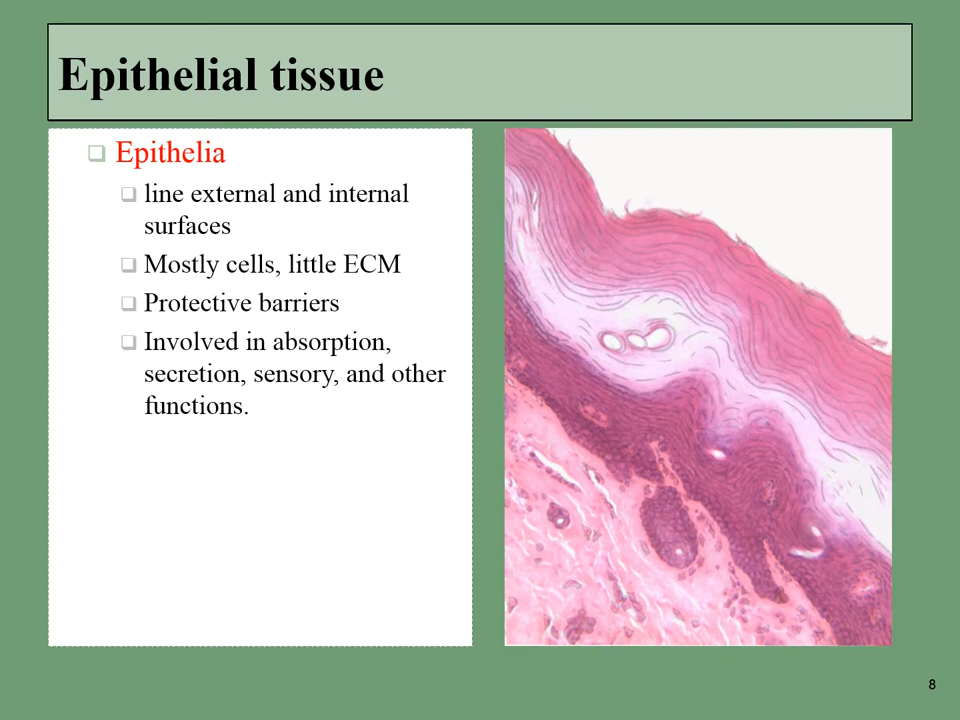 Epithelial tissue
Epithelia
line external and internal
surfaces
Mostly cells, little ECM
Protective barriers
Involved in absorption,
secretion, sensory, and other
functions.
8